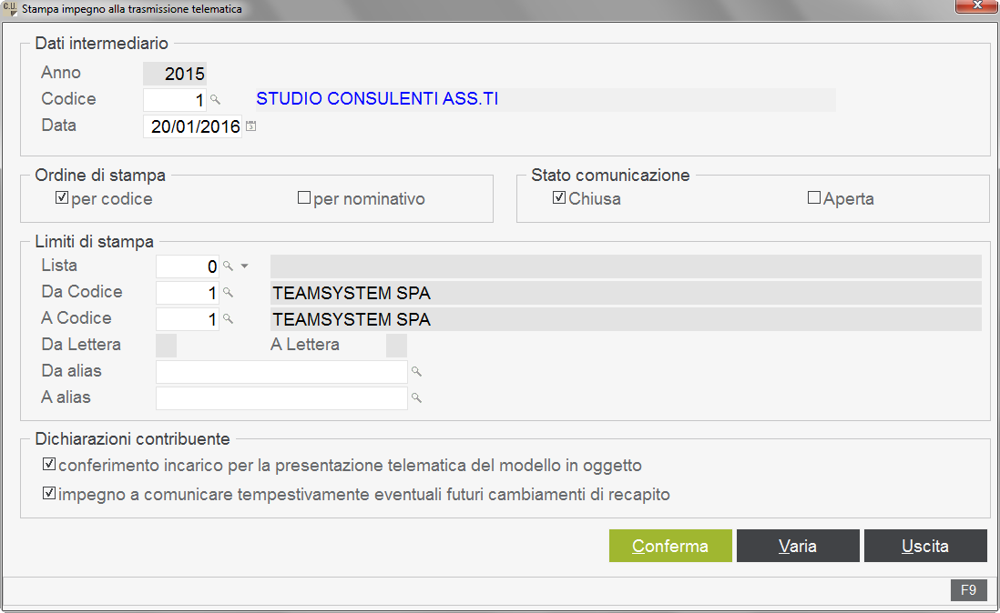 C.U. Stampa impegno alla trasmissione telematica
Dati intermediario
Anno 2015
Codice 1 STUDIO CONSULENTI ASS.TI
Data 20/01/2016 3
Ordine di stampa
per codice per nominativo
Stato comunicazione
Chiusa Aperta
Limiti di stampa
Lista 0
Da Codice 1 TEAMSYSTEM SPA
A Codice 1 TEAMSYSTEM SPA
Da Lettera A Lettera
Da alias
A alias
Dichiarazioni contribuente
conferimento incarico per la presentazione telematica del modello in oggetto
impegno a comunicare tempestivamente eventuali futuri cambiamenti di recapito
Conferma Varia Uscita
F9